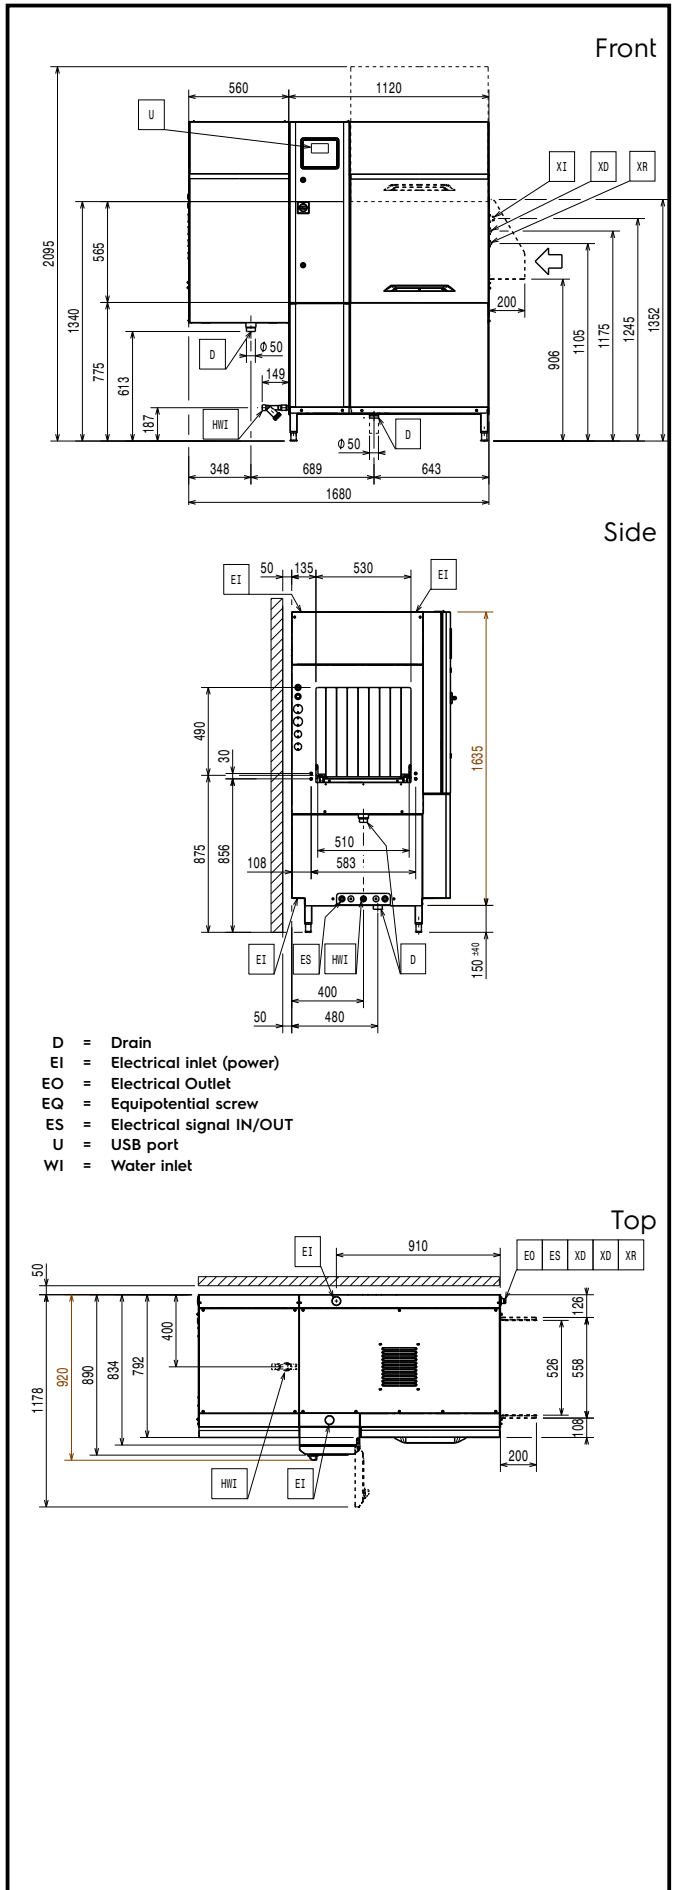 Front
560
1120
U
XI
XD
XR
2095
1340
565
775
613
187
D
Φ50
149
HWI
Φ50
D
200
906
1105
1175
1245
1352
348
689
643
1680
Side
EI
50
135
530
EI
490
30
875
856
1635
510
108
583
EI
ES
HWI
D
150 ±40
400
50
480
D = Drain
EI = Electrical inlet (power)
EO = Electrical Outlet
EQ = Equipotential screw
ES = Electrical signal IN/OUT
U = USB port
WI = Water inlet
Top
EI
910
EO ES XD XD XR
50
1178
920
890
834
792
400
126
526
558
108
200
HWI
EI